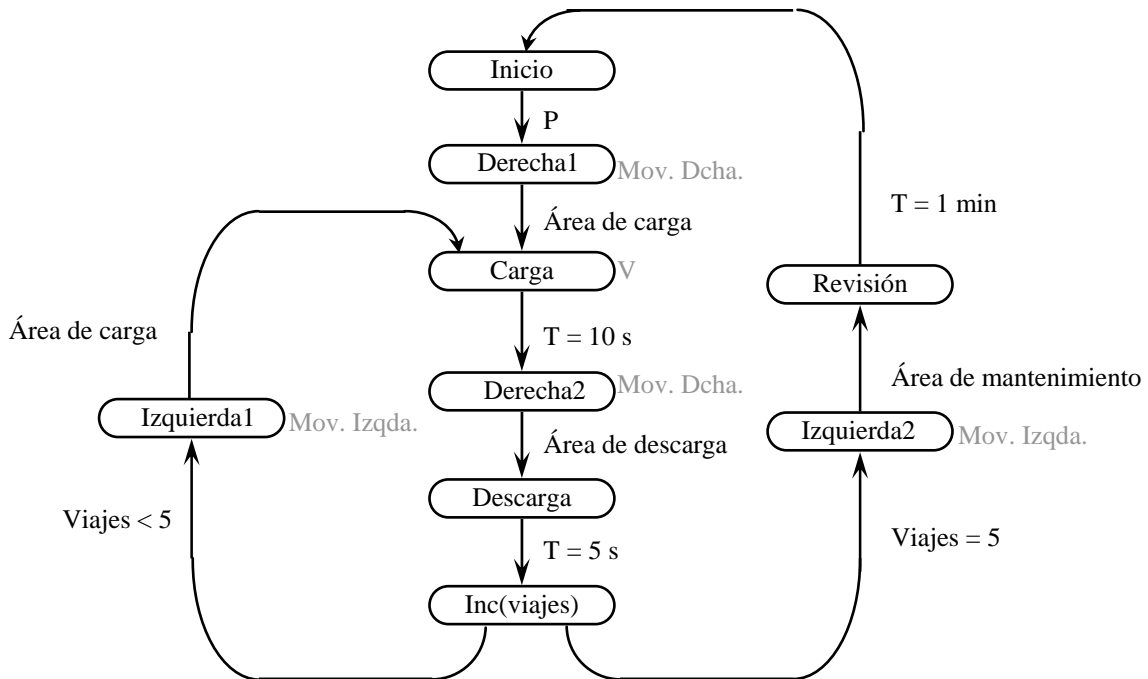 Inicio
P
Derecha1
Mov. Dcha.
Área de carga
Carga
V
T = 10 s
Derecha2
Mov. Dcha.
Área de descarga
Descarga
T = 5 s
Inc(viajes)
Viajes < 5
Izquierda1
Mov. Izqda.
Área de carga
Viajes = 5
Izquierda2
Mov. Izqda.
Área de mantenimiento
Revisión
T = 1 min